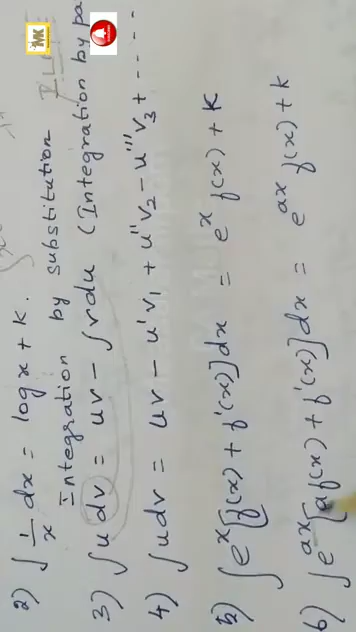 2) ∫ 1/x dx = log x + k.
Integration by substitution
3) ∫ u dv = uv - ∫ v du (Integration by pa
4) ∫ u dv = uv - u'v₁ + u''v₂ - u'''v₃ + .....
5) ∫ eˣ [f(x) + f'(x)] dx = eˣ f(x) + k
6) ∫ eᵃˣ [a f(x) + f'(x)] dx = eᵃˣ f(x) + k
MK